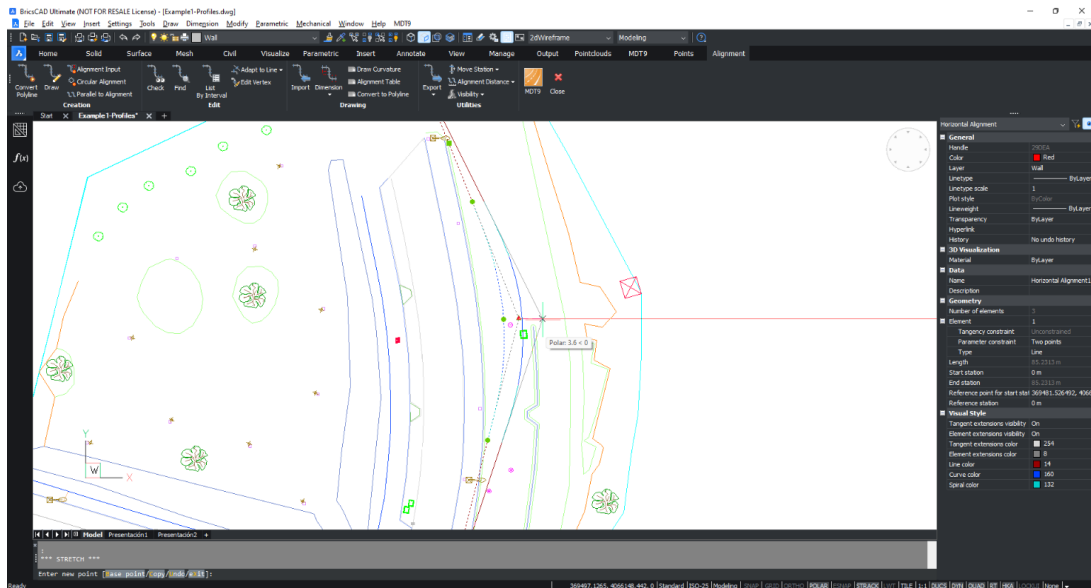 BricsCAD Ultimate (NOT FOR RESALE License) - [Example1-Profiles.dwg]
File Edit View Insert Settings Tools Draw Dimension Modify Parametric Mechanical Window Help MDT9
Wall 2dWireframe Modeling
Home Solid Surface Mesh Civil Visualize Parametric Insert Annotate View Manage Output Pointclouds MDT9 Points Alignment
Convert Polyline
Draw
Alignment Input
Circular Alignment
Parallel to Alignment
Creation
Check
Find
List By Interval
Adapt to Line
Edit Vertex
Edit
Import
Dimension
Draw Curvature
Alignment Table
Convert to Polyline
Drawing
Export
Move Station
Alignment Distance
Visibility
Utilities
MDT9
Close
Start Example1-Profiles*
f(x)
Polar: 3.6 < 0
Y
W
X
Horizontal Alignment
General
Handle 29DEA
Color Red
Layer Wall
Linetype ByLayer
Linetype scale 1
Plot style ByColor
Lineweight ByLayer
Transparency ByLayer
Hyperlink
History No undo history
3D Visualization
Material ByLayer
Data
Name Horizontal Alignment1
Description
Geometry
Number of elements 3
Element 1
Tangency constraint Unconstrained
Parameter constraint Two points
Type Line
Length
Start station 0 m
End station
Reference point for start stat 369481.526492, 4066
Reference station 0 m
Visual Style
Tangent extensions visibility On
Element extensions visibility On
Tangent extensions color 254
Element extensions color 8
Line color 14
Curve color 160
Spiral color 132
Model Presentación1 Presentación2
:
*** STRETCH ***
Enter new point [Base point/Copy/Undo/eXit]:
Ready 369497.1265, 4066148.442, 0 Standard ISO-25 Modeling SNAP GRID ORTHO POLAR ESNAP STRACK LWT TILE 1:1 DUCS DYN QUAD RT HKA LOCKUI None